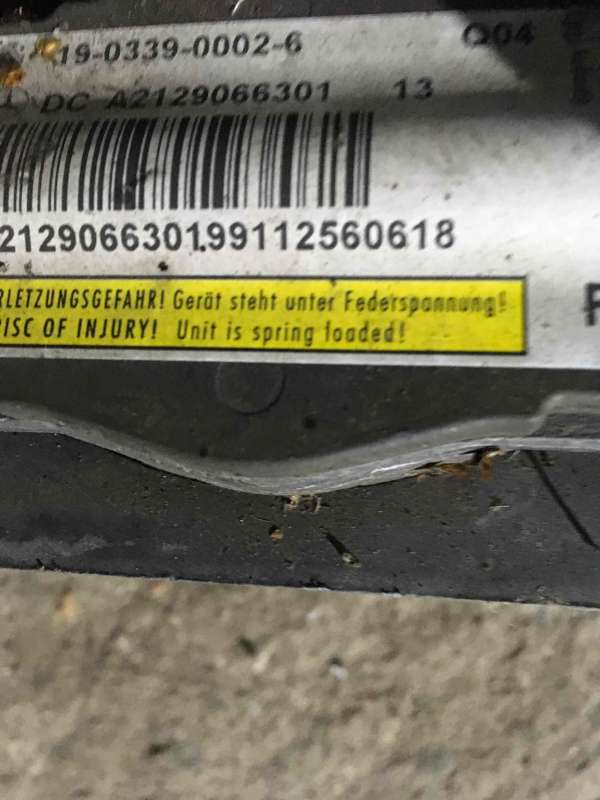 19-0339-0002-6 Q04
DC A2129066301 13
2129066301.99112560618
RLETZUNGSGEFAHR! Gerät steht unter Federspannung!
RISC OF INJURY! Unit is spring loaded!